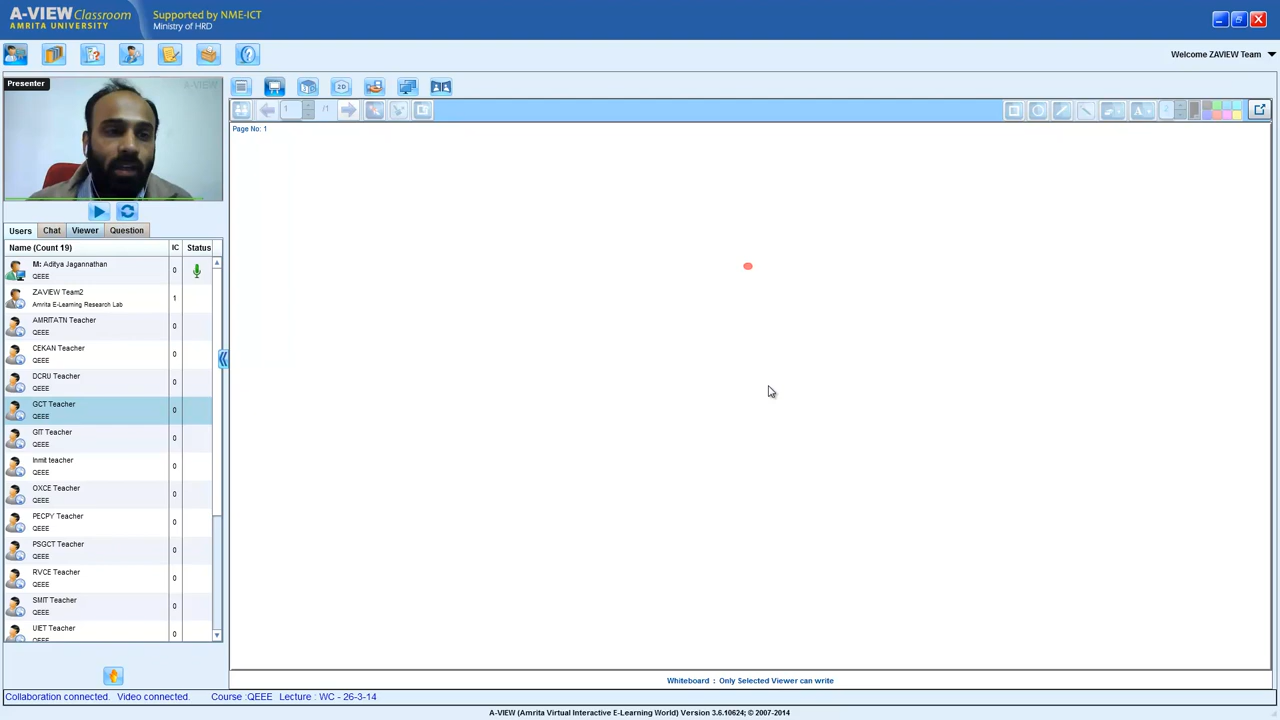 A-VIEW Classroom
AMRITA UNIVERSITY
Supported by NME-ICT
Ministry of HRD
Welcome ZAVIEW Team
Presenter
A-VIEW
2D
1
/1
A
Page No: 1
Users
Chat
Viewer
Question
Name (Count 19)
IC
Status
M: Aditya Jagannathan
QEEE
0
ZAVIEW Team2
Amrita E-Learning Research Lab
1
AMRITATN Teacher
QEEE
0
CEKAN Teacher
QEEE
0
DCRU Teacher
QEEE
0
GCT Teacher
QEEE
0
GIT Teacher
QEEE
0
Inmit teacher
QEEE
0
OXCE Teacher
QEEE
0
PECPY Teacher
QEEE
0
PSGCT Teacher
QEEE
0
RVCE Teacher
QEEE
0
SMIT Teacher
QEEE
0
UIET Teacher
QEEE
0
Whiteboard : Only Selected Viewer can write
Collaboration connected. Video connected. Course :QEEE Lecture : WC - 26-3-14
A-VIEW (Amrita Virtual Interactive E-Learning World) Version 3.6.10624; © 2007-2014